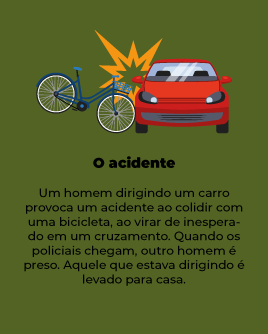 O acidente
Um homem dirigindo um carro
provoca um acidente ao colidir com
uma bicicleta, ao virar de inespera-
do em um cruzamento. Quando os
policiais chegam, outro homem é
preso. Aquele que estava dirigindo é
levado para casa.